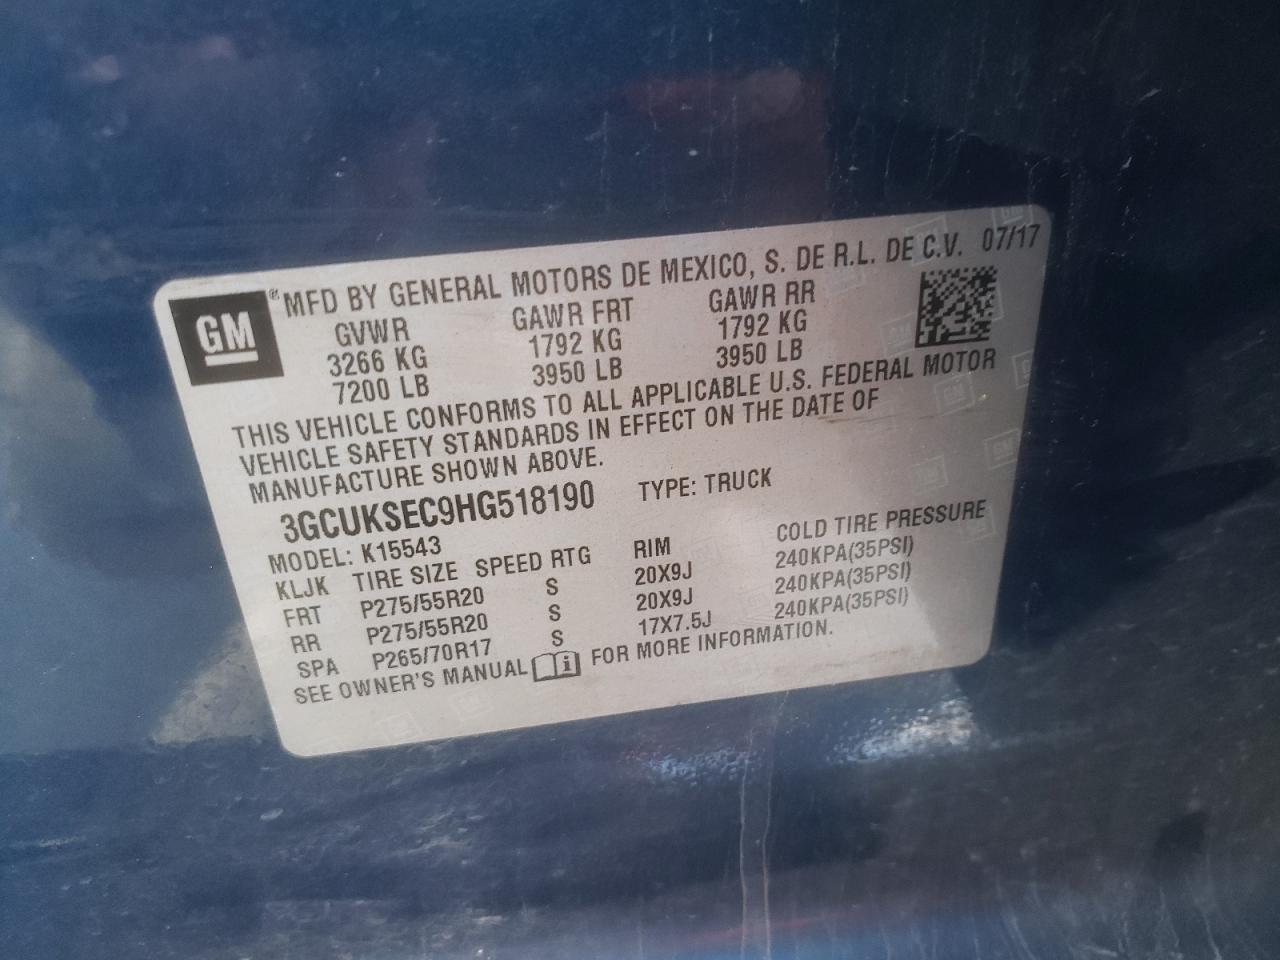 GM ® MFD BY GENERAL MOTORS DE MEXICO, S. DE R.L. DE C.V. 07/17
GVWR GAWR FRT GAWR RR
3266 KG 1792 KG 1792 KG
7200 LB 3950 LB 3950 LB
THIS VEHICLE CONFORMS TO ALL APPLICABLE U.S. FEDERAL MOTOR
VEHICLE SAFETY STANDARDS IN EFFECT ON THE DATE OF
MANUFACTURE SHOWN ABOVE.
3GCUKSEC9HG518190 TYPE: TRUCK
MODEL: K15543
KLJK TIRE SIZE SPEED RTG RIM COLD TIRE PRESSURE
FRT P275/55R20 S 20X9J 240KPA(35PSI)
RR P275/55R20 S 20X9J 240KPA(35PSI)
SPA P265/70R17 S 17X7.5J 240KPA(35PSI)
SEE OWNER'S MANUAL i FOR MORE INFORMATION.